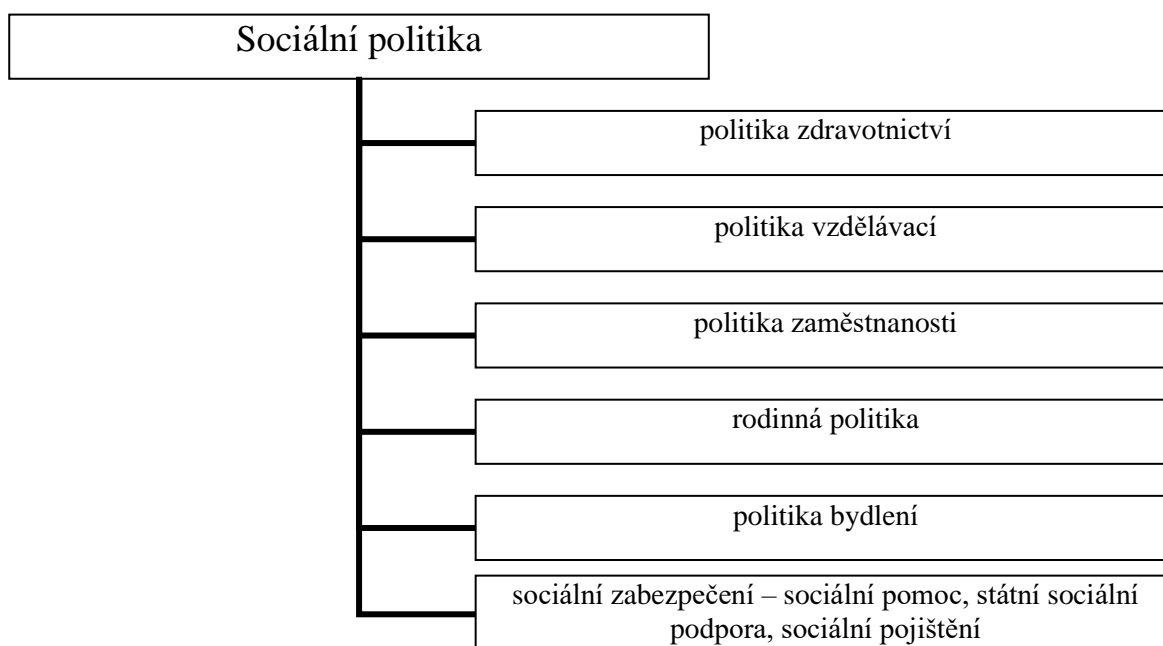 Sociální politika
politika zdravotnictví
politika vzdělávací
politika zaměstnanosti
rodinná politika
politika bydlení
sociální zabezpečení – sociální pomoc, státní sociální
podpora, sociální pojištění